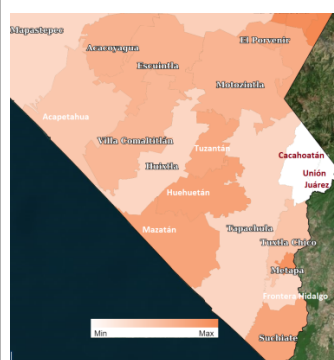 Mapastepec
Acacoyagua
El Porvenir
Escuintla
Motozintla
Acapetahua
Villa Comaltitlán
Tuzantán
Cacahoatán
Huixtla
Unión
Juárez
Huehuetán
Mazatán
Tapachula
Tuxtla Chico
Metapa
Frontera Hidalgo
Min
Max
Suchiate